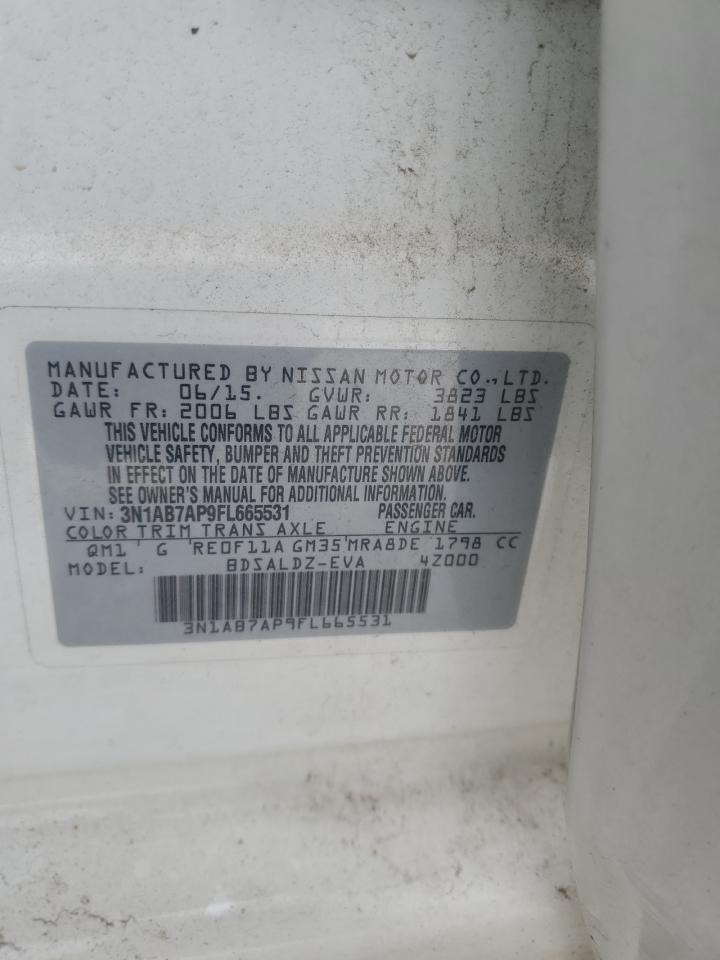 MANUFACTURED BY NISSAN MOTOR CO., LTD.
DATE: 06/15. GVWR: 3823 LBS
GAWR FR: 2006 LBS GAWR RR: 1841 LBS
THIS VEHICLE CONFORMS TO ALL APPLICABLE FEDERAL MOTOR
VEHICLE SAFETY, BUMPER AND THEFT PREVENTION STANDARDS
IN EFFECT ON THE DATE OF MANUFACTURE SHOWN ABOVE.
SEE OWNER'S MANUAL FOR ADDITIONAL INFORMATION.
VIN: 3N1AB7AP9FL665531 PASSENGER CAR.
COLOR TRIM TRANS AXLE ENGINE
QM1 G RE0F11A GM35 MRA8DE 1798 CC
MODEL: BDSALDZ-EVA 4Z000
3N1AB7AP9FL665531